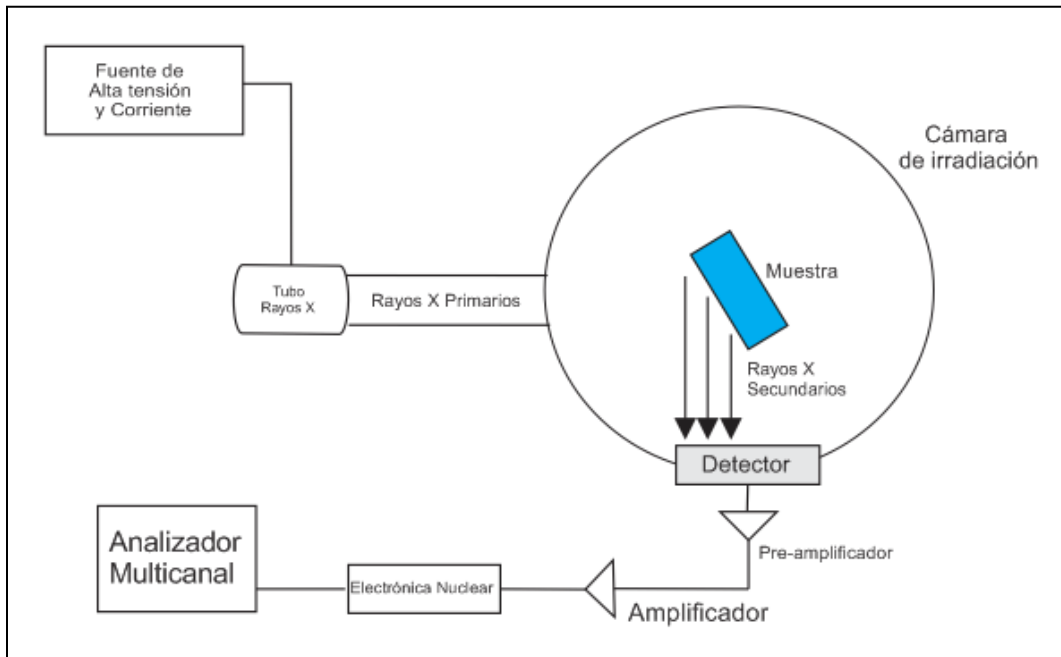 Fuente de
Alta tensión
y Corriente
Cámara
de irradiación
Tubo
Rayos X
Rayos X Primarios
Muestra
Rayos X
Secundarios
Detector
Pre-amplificador
Analizador
Multicanal
Electrónica Nuclear
Amplificador